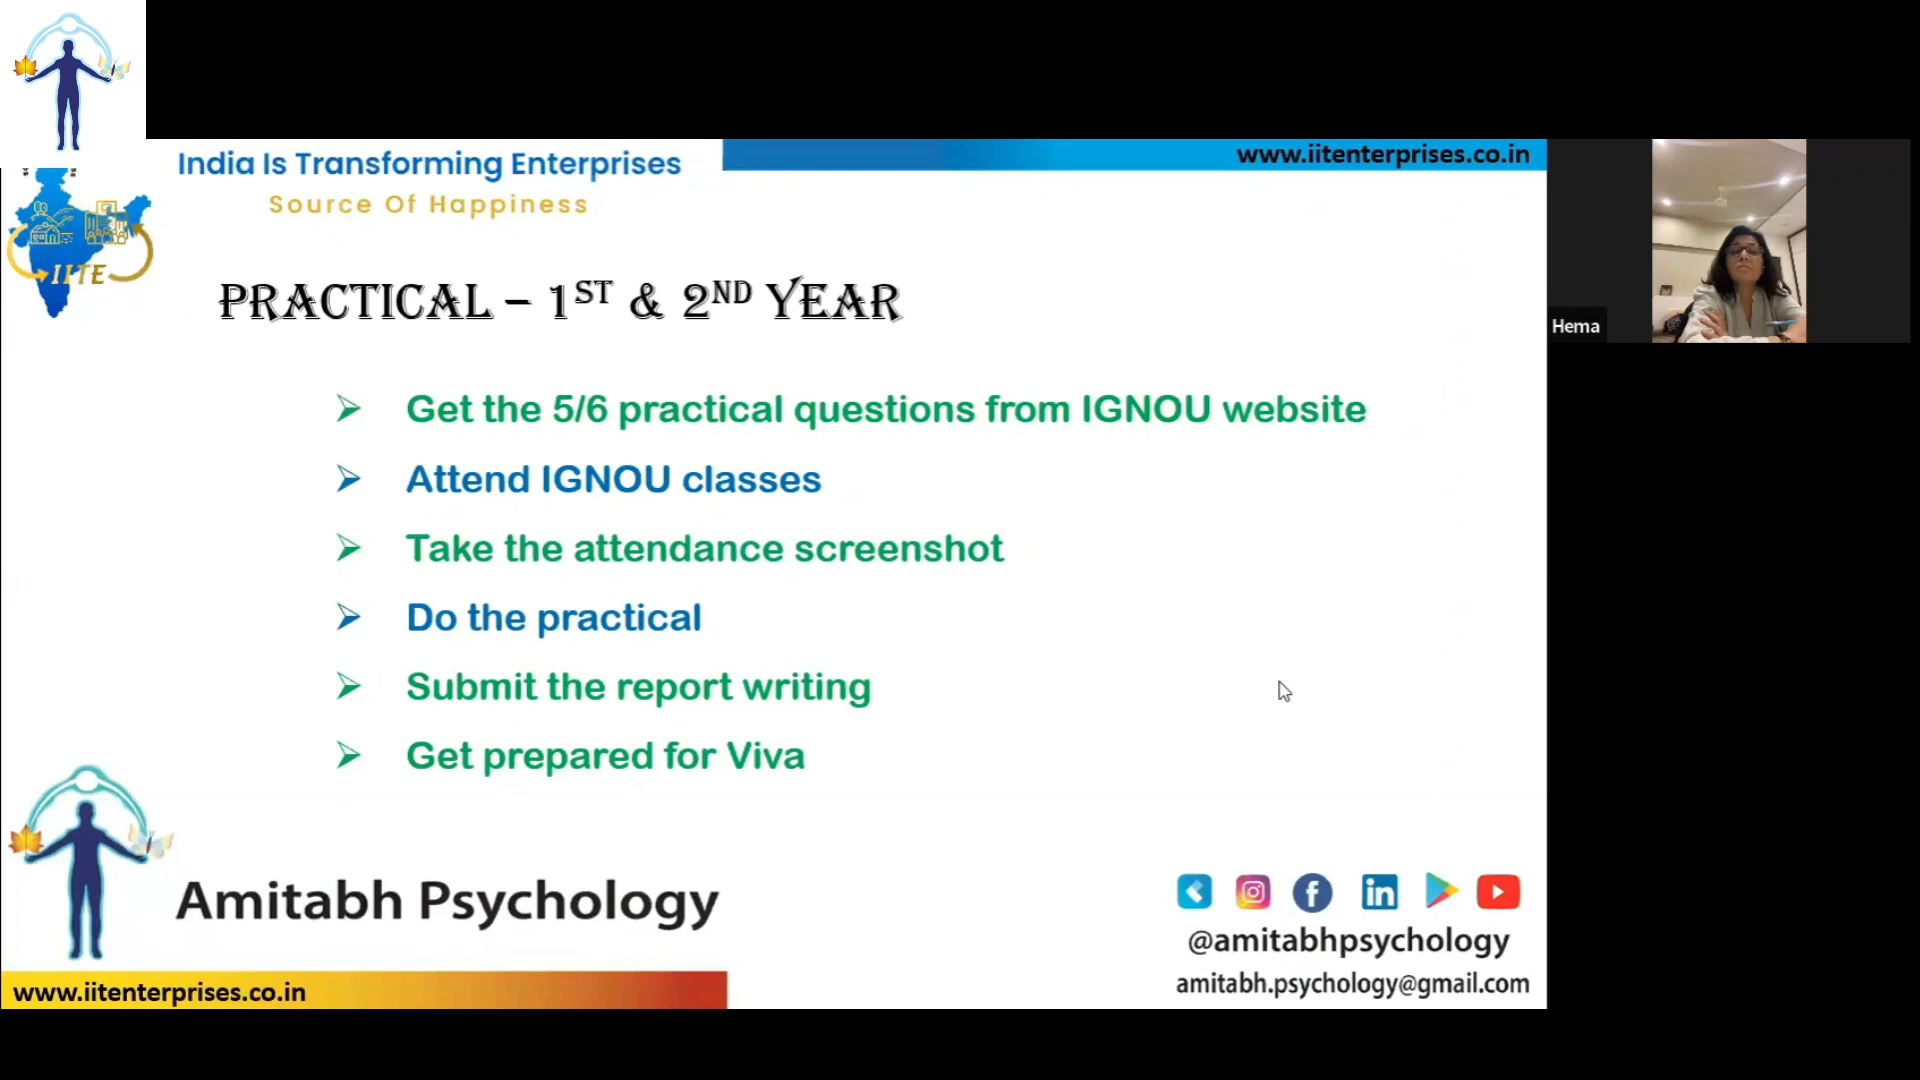 India Is Transforming Enterprises
Source Of Happiness
www.iitenterprises.co.in
IITE
PRACTICAL – 1ST & 2ND YEAR
Hema
➢ Get the 5/6 practical questions from IGNOU website
➢ Attend IGNOU classes
➢ Take the attendance screenshot
➢ Do the practical
➢ Submit the report writing
➢ Get prepared for Viva
Amitabh Psychology
@amitabhpsychology
amitabh.psychology@gmail.com
www.iitenterprises.co.in